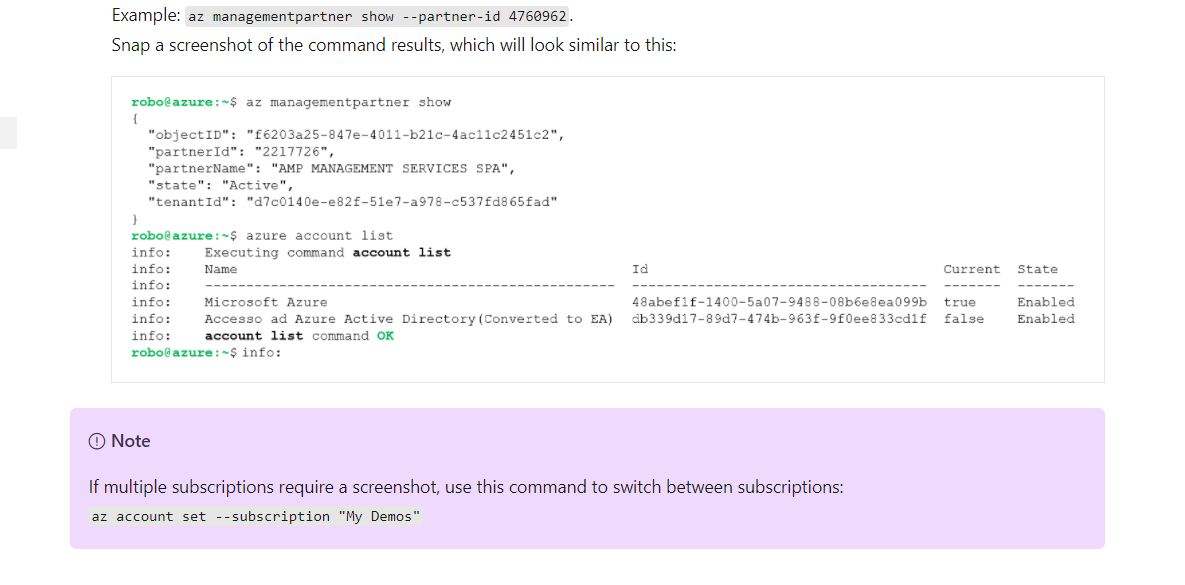 Example: az managementpartner show --partner-id 4760962.
Snap a screenshot of the command results, which will look similar to this:
robo@azure:~$ az managementpartner show
{
"objectID": "f6203a25-847e-4011-b21c-4ac11c2451c2",
"partnerId": "2217726",
"partnerName": "AMP MANAGEMENT SERVICES SPA",
"state": "Active",
"tenantId": "d7c0140e-e82f-51e7-a978-c537fd865fad"
}
robo@azure:~$ azure account list
info: Executing command account list
info: Name Id Current State
info: -------------------------------------------------- ------------------------------------ ------- -------
info: Microsoft Azure 48abef1f-1400-5a07-9488-08b6e8ea099b true Enabled
info: Accesso ad Azure Active Directory(Converted to EA) db339d17-89d7-474b-963f-9f0ee833cd1f false Enabled
info: account list command OK
robo@azure:~$ info:
Note
If multiple subscriptions require a screenshot, use this command to switch between subscriptions:
az account set --subscription "My Demos"